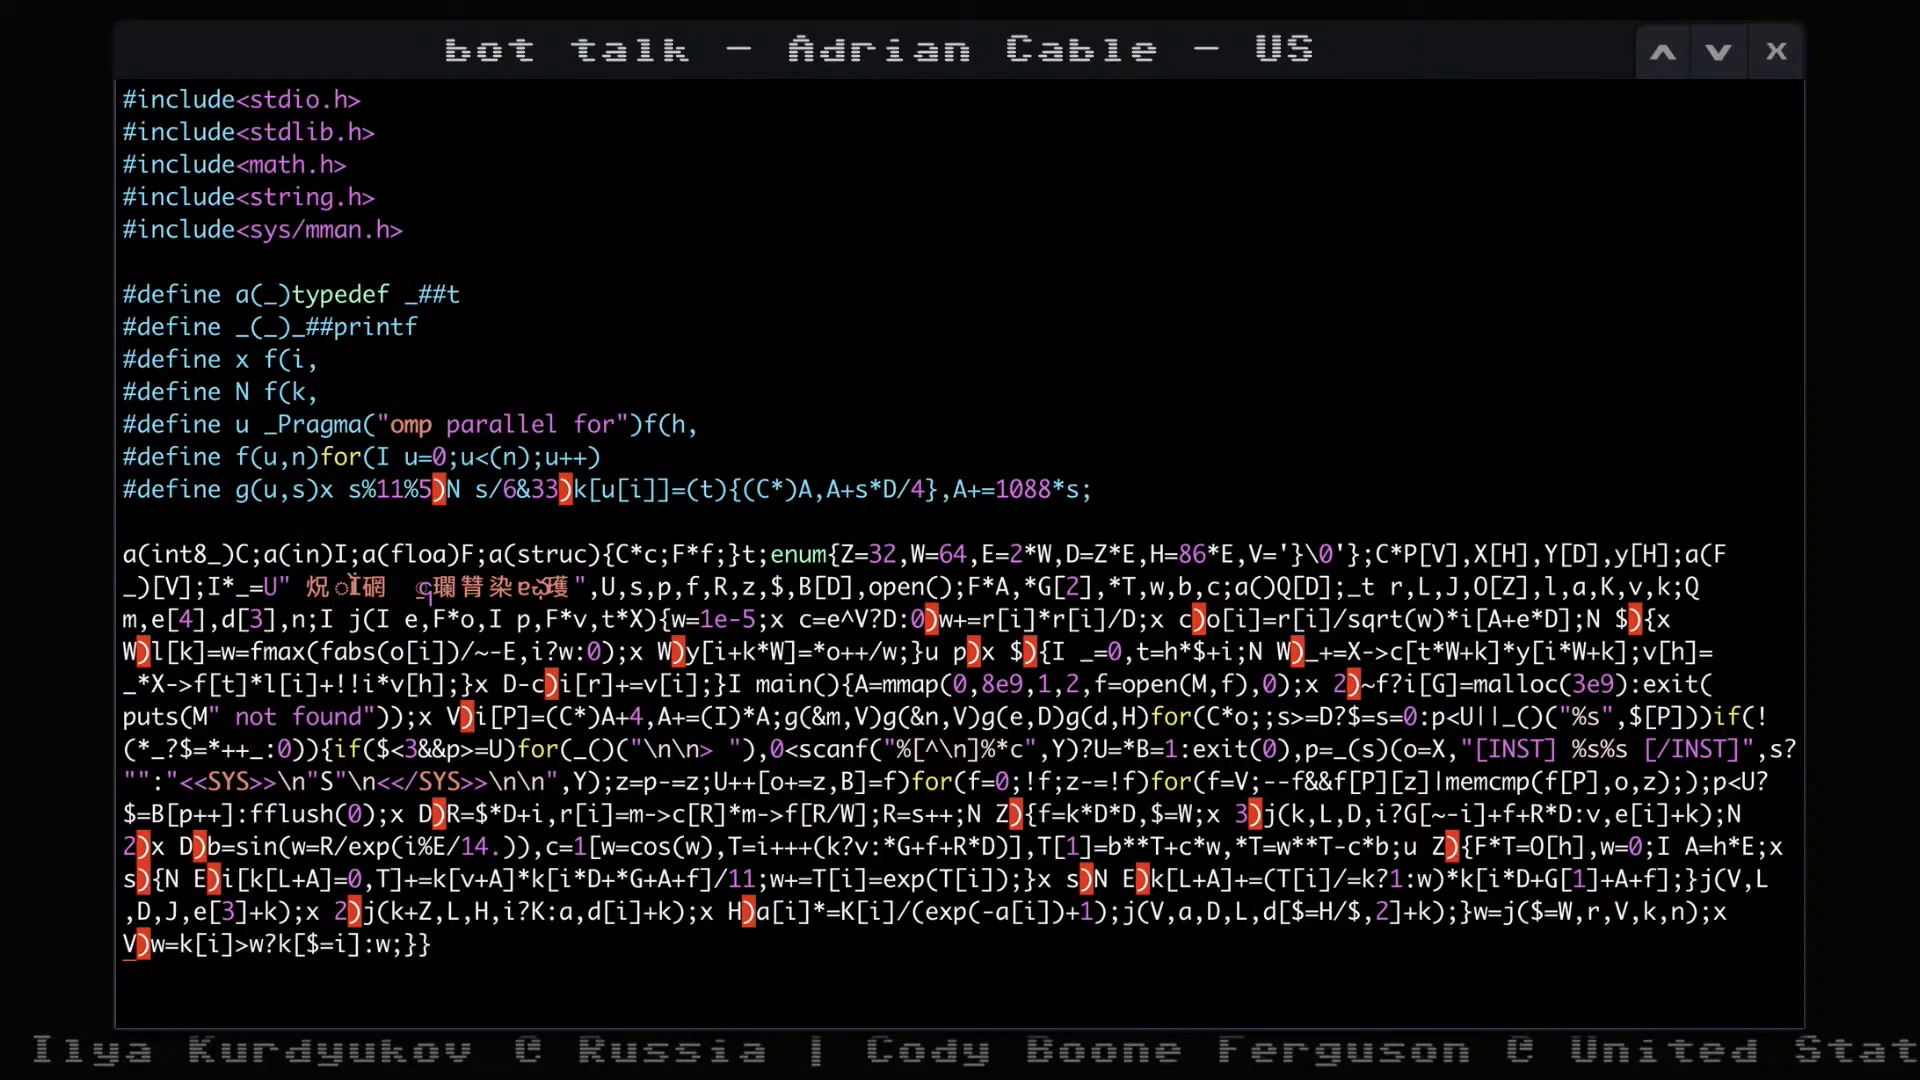 bot talk — Adrian Cable — US
#include<stdio.h>
#include<stdlib.h>
#include<math.h>
#include<string.h>
#include<sys/mman.h>
#define a(_)typedef _##t
#define _(_)_##printf
#define x f(i,
#define N f(k,
#define u _Pragma("omp parallel for")f(h,
#define f(u,n)for(I u=0;u<(n);u++)
#define g(u,s)x s%11%5)N s/6&33)k[u[i]]=(t){(C*)A,A+s*D/4},A+=1088*s;
a(int8_)C;a(in)I;a(floa)F;a(struc){C*c;F*f;}t;enum{Z=32,W=64,E=2*W,D=Z*E,H=86*E,V='}\0'};C*P[V],X[H],Y[D],y[H];a(F
_)[V];I*_=U" 炾 ",U,s,p,f,R,z,$,B[D],open();F*A,*G[2],*T,w,b,c;a()Q[D];_t r,L,J,O[Z],l,a,K,v,k;Q
m,e[4],d[3],n;I j(I e,F*o,I p,F*v,t*X){w=1e-5;x c=e^V?D:0)w+=r[i]*r[i]/D;x c)o[i]=r[i]/sqrt(w)*i[A+e*D];N $){x
W)l[k]=w=fmax(fabs(o[i])/~-E,i?w:0);x W)y[i+k*W]=*o++/w;}u p)x $){I _=0,t=h*$+i;N W)_+=X->c[t*W+k]*y[i*W+k];v[h]=
_*X->f[t]*l[i]+!!i*v[h];}x D-c)i[r]+=v[i];}I main(){A=mmap(0,8e9,1,2,f=open(M,f),0);x 2)~f?i[G]=malloc(3e9):exit(
puts(M" not found"));x V)i[P]=(C*)A+4,A+=(I)*A;g(&m,V)g(&n,V)g(e,D)g(d,H)for(C*o;;s>=D?$=s=0:p<U||_()("%s",$[P]))if(!
(*_?$=*++_:0)){if($<3&&p>=U)for(_()("\n\n> "),0<scanf("%[^\n]%*c",Y)?U=*B=1:exit(0),p=_(s)(o=X,"[INST] %s%s [/INST]",s?
"":"<<SYS>>\n"S"\n<</SYS>>\n\n",Y);z=p-=z;U++[o+=z,B]=f)for(f=0;!f;z-=!f)for(f=V;--f&&f[P][z]|memcmp(f[P],o,z););p<U?
$=B[p++]:fflush(0);x D)R=$*D+i,r[i]=m->c[R]*m->f[R/W];R=s++;N Z){f=k*D*D,$=W;x 3)j(k,L,D,i?G[~-i]+f+R*D:v,e[i]+k);N
2)x D)b=sin(w=R/exp(i%E/14.)),c=1[w=cos(w),T=i+++(k?v:*G+f+R*D)],T[1]=b**T+c*w,*T=w**T-c*b;u Z){F*T=O[h],w=0;I A=h*E;x
s){N E)i[k[L+A]=0,T]+=k[v+A]*k[i*D+*G+A+f]/11;w+=T[i]=exp(T[i]);}x s)N E)k[L+A]+=(T[i]/=k?1:w)*k[i*D+G[1]+A+f];}j(V,L
,D,J,e[3]+k);x 2)j(k+Z,L,H,i?K:a,d[i]+k);x H)a[i]*=K[i]/(exp(-a[i])+1);j(V,a,D,L,d[$=H/$,2]+k);}w=j($=W,r,V,k,n);x
V)w=k[i]>w?k[$=i]:w;}}
Ilya Kurdyukov @ Russia | Cody Boone Ferguson @ United Stat